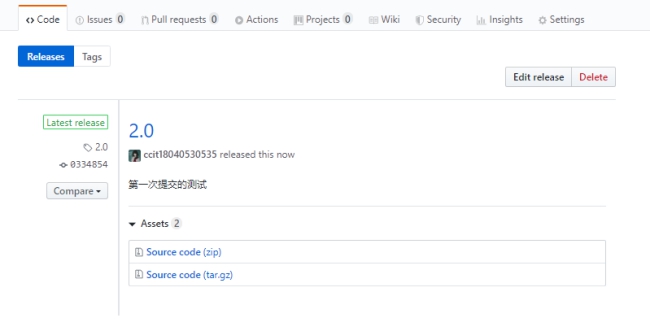 Code Issues 0 Pull requests 0 Actions Projects 0 Wiki Security Insights Settings
Releases Tags
Edit release Delete
Latest release
2.0
2.0
0334854
Compare
ccit18040530535 released this now
第一次提交的测试
Assets 2
Source code (zip)
Source code (tar.gz)